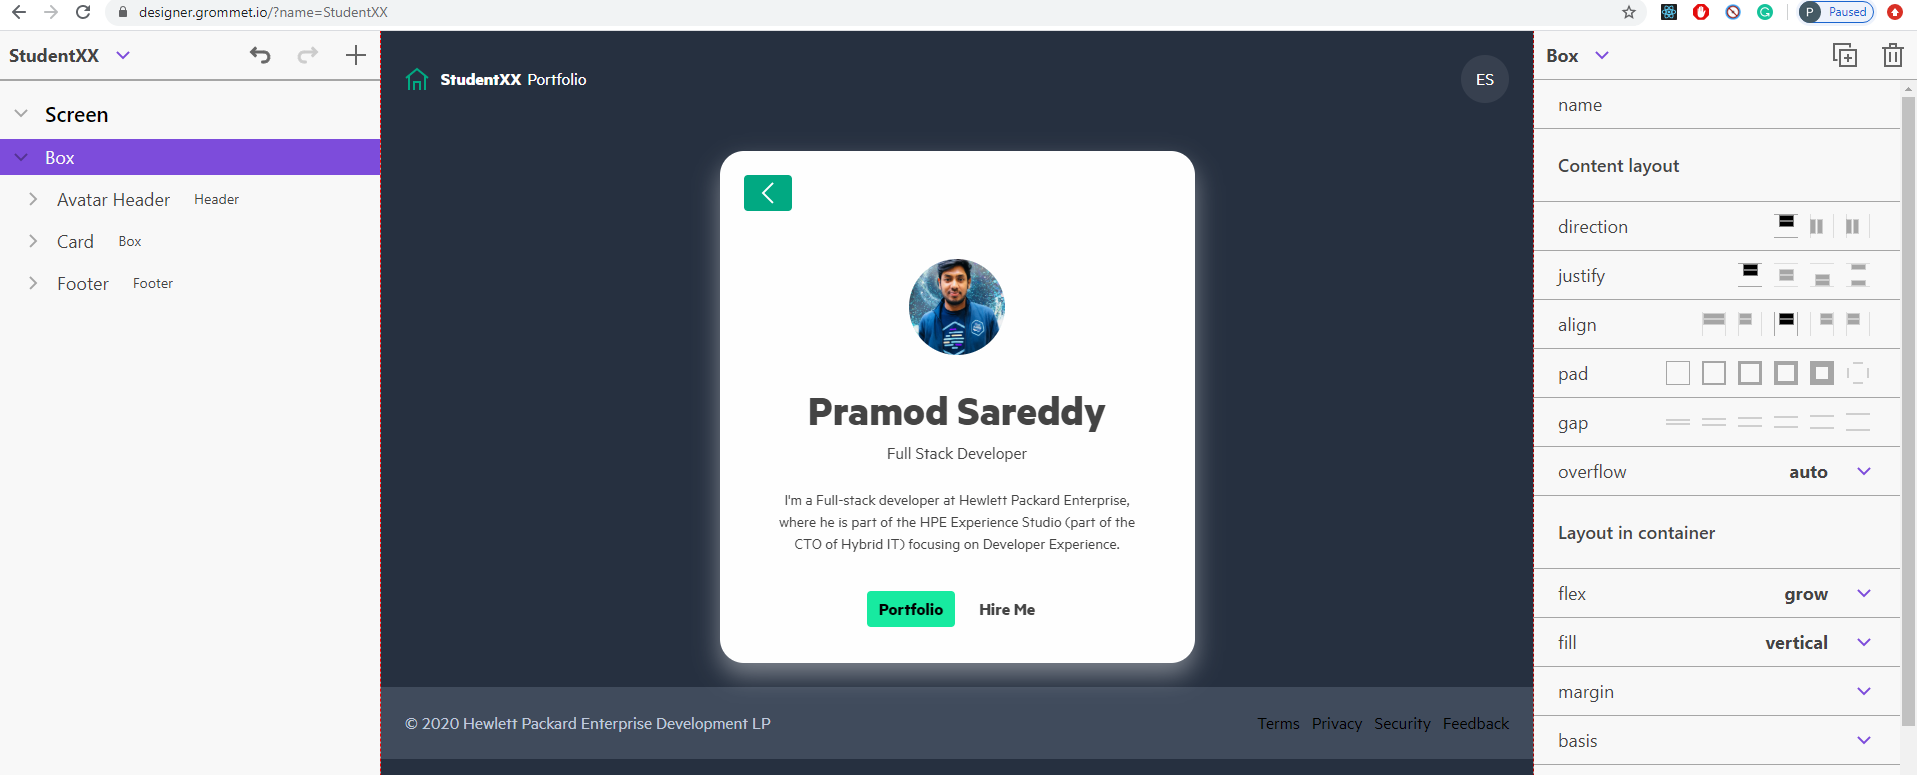 designer.grommet.io/?name=StudentXX
P Paused
StudentXX
Screen
Box
Avatar Header Header
Card Box
Footer Footer
StudentXX Portfolio
ES
Pramod Sareddy
Full Stack Developer
I'm a Full-stack developer at Hewlett Packard Enterprise,
where he is part of the HPE Experience Studio (part of the
CTO of Hybrid IT) focusing on Developer Experience.
Portfolio Hire Me
© 2020 Hewlett Packard Enterprise Development LP
Terms Privacy Security Feedback
Box
name
Content layout
direction
justify
align
pad
gap
overflow auto
Layout in container
flex grow
fill vertical
margin
basis